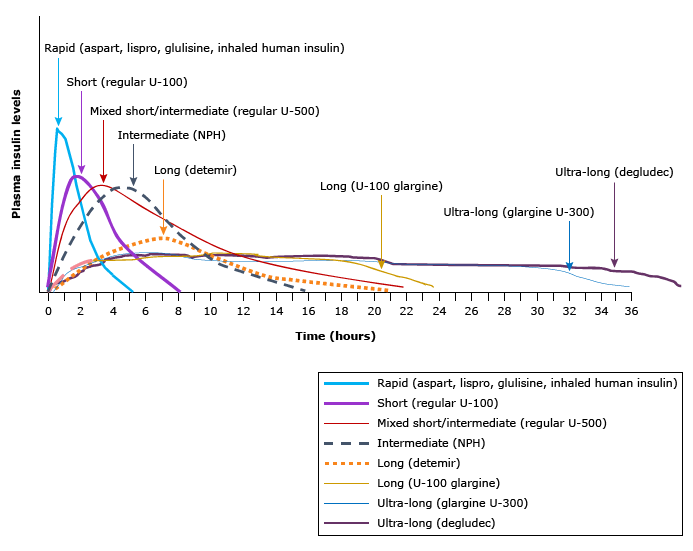 Rapid (aspart, lispro, glulisine, inhaled human insulin)
Short (regular U-100)
Mixed short/intermediate (regular U-500)
Intermediate (NPH)
Long (detemir)
Long (U-100 glargine)
Ultra-long (degludec)
Ultra-long (glargine U-300)
Plasma insulin levels
0 2 4 6 8 10 12 14 16 18 20 22 24 26 28 30 32 34 35 36
Time (hours)
Rapid (aspart, lispro, glulisine, inhaled human insulin)
Short (regular U-100)
Mixed short/intermediate (regular U-500)
Intermediate (NPH)
Long (detemir)
Long (U-100 glargine)
Ultra-long (glargine U-300)
Ultra-long (degludec)